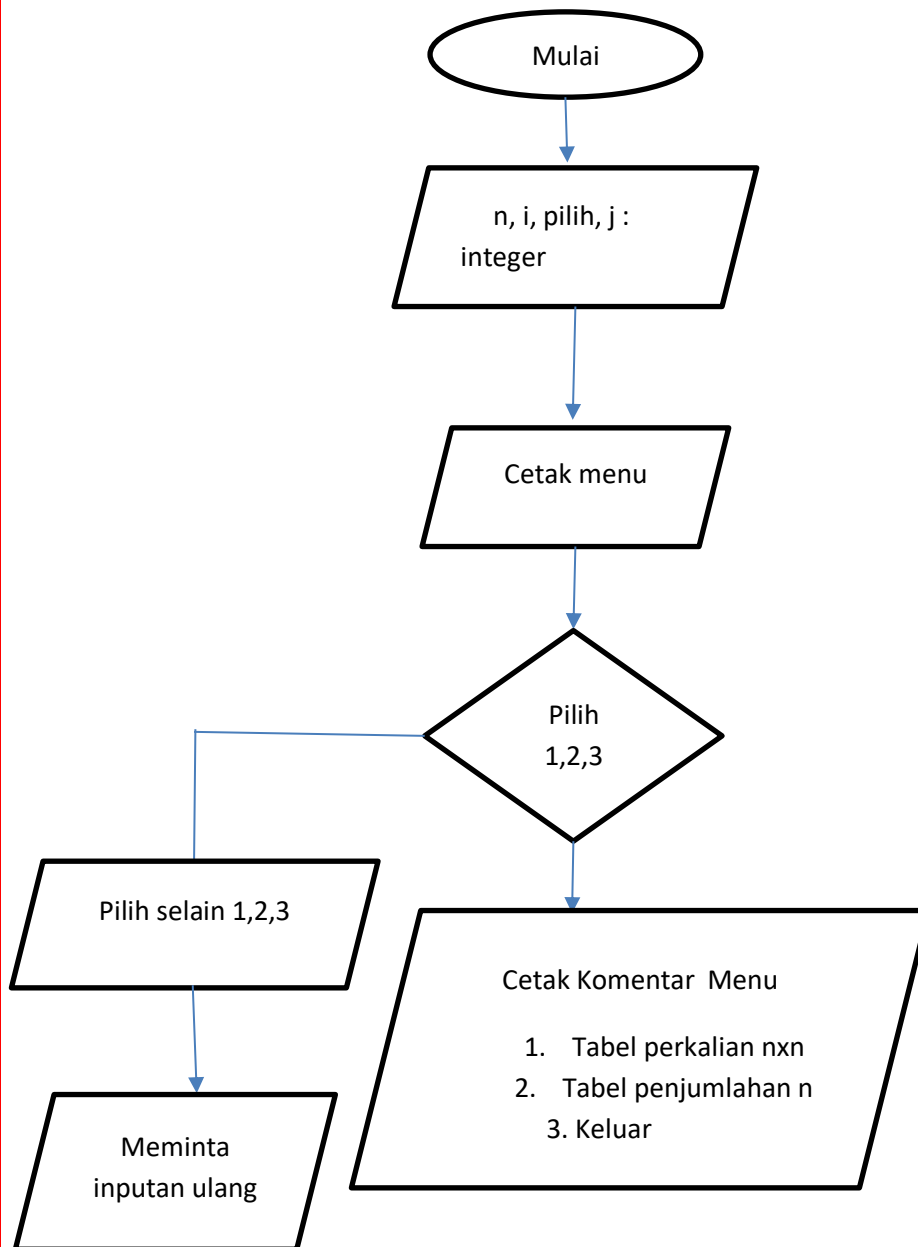 Mulai
n, i, pilih, j :
integer
Cetak menu
Pilih
1,2,3
Pilih selain 1,2,3
Meminta
inputan ulang
Cetak Komentar Menu
1. Tabel perkalian nxn
2. Tabel penjumlahan n
3. Keluar